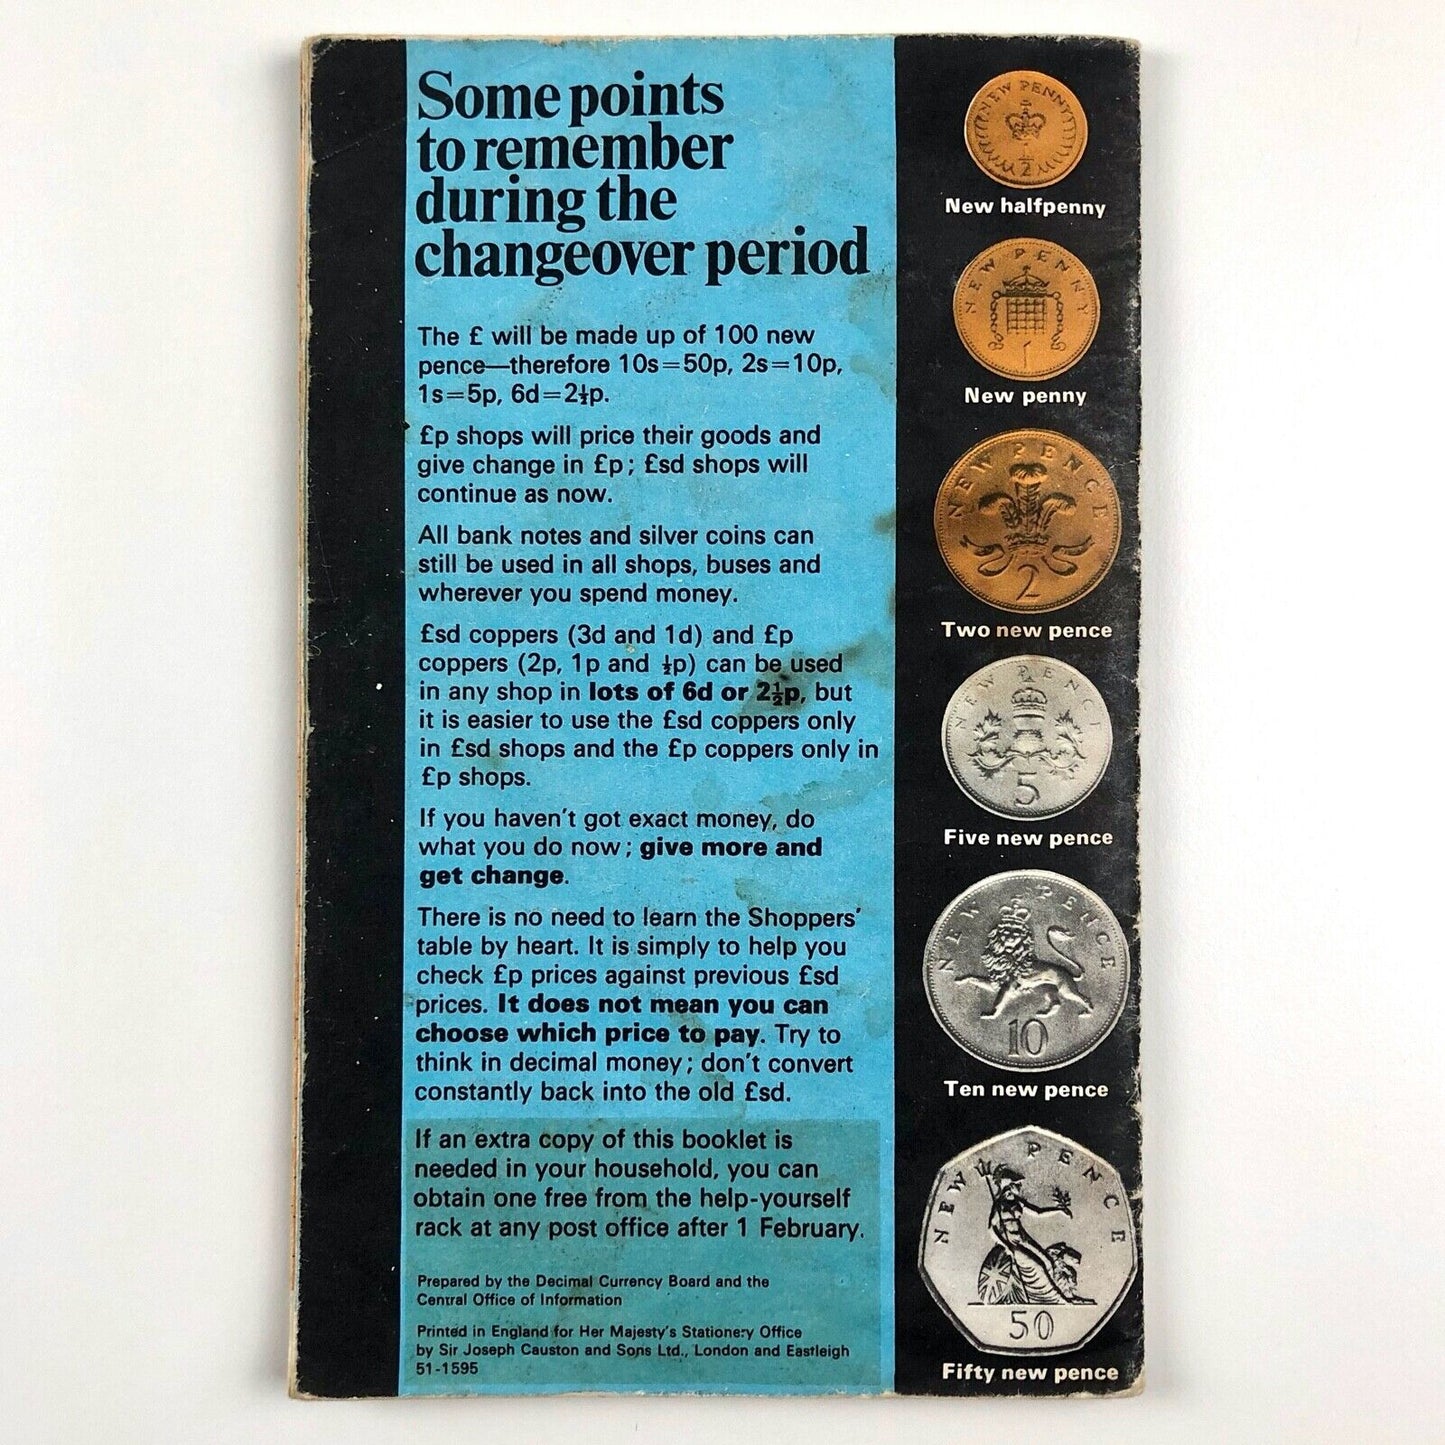 Some points
to remember
during the
changeover period
The £ will be made up of 100 new
pence—therefore 10s=50p, 2s=10p,
1s=5p, 6d=2½p.
£p shops will price their goods and
give change in £p; £sd shops will
continue as now.
All bank notes and silver coins can
still be used in all shops, buses and
wherever you spend money.
£sd coppers (3d and 1d) and £p
coppers (2p, 1p and ½p) can be used
in any shop in lots of 6d or 2½p, but
it is easier to use the £sd coppers only
in £sd shops and the £p coppers only in
£p shops.
If you haven't got exact money, do
what you do now; give more and
get change.
There is no need to learn the Shoppers'
table by heart. It is simply to help you
check £p prices against previous £sd
prices. It does not mean you can
choose which price to pay. Try to
think in decimal money; don't convert
constantly back into the old £sd.
If an extra copy of this booklet is
needed in your household, you can
obtain one free from the help-yourself
rack at any post office after 1 February.
Prepared by the Decimal Currency Board and the
Central Office of Information
Printed in England for Her Majesty's Stationery Office
by Sir Joseph Causton and Sons Ltd., London and Eastleigh
51-1595
NEW PENNY
½
New halfpenny
NEW PENNY
1
New penny
NEW PENCE
2
Two new pence
NEW PENCE
5
Five new pence
NEW PENCE
10
Ten new pence
NEW PENCE
50
Fifty new pence